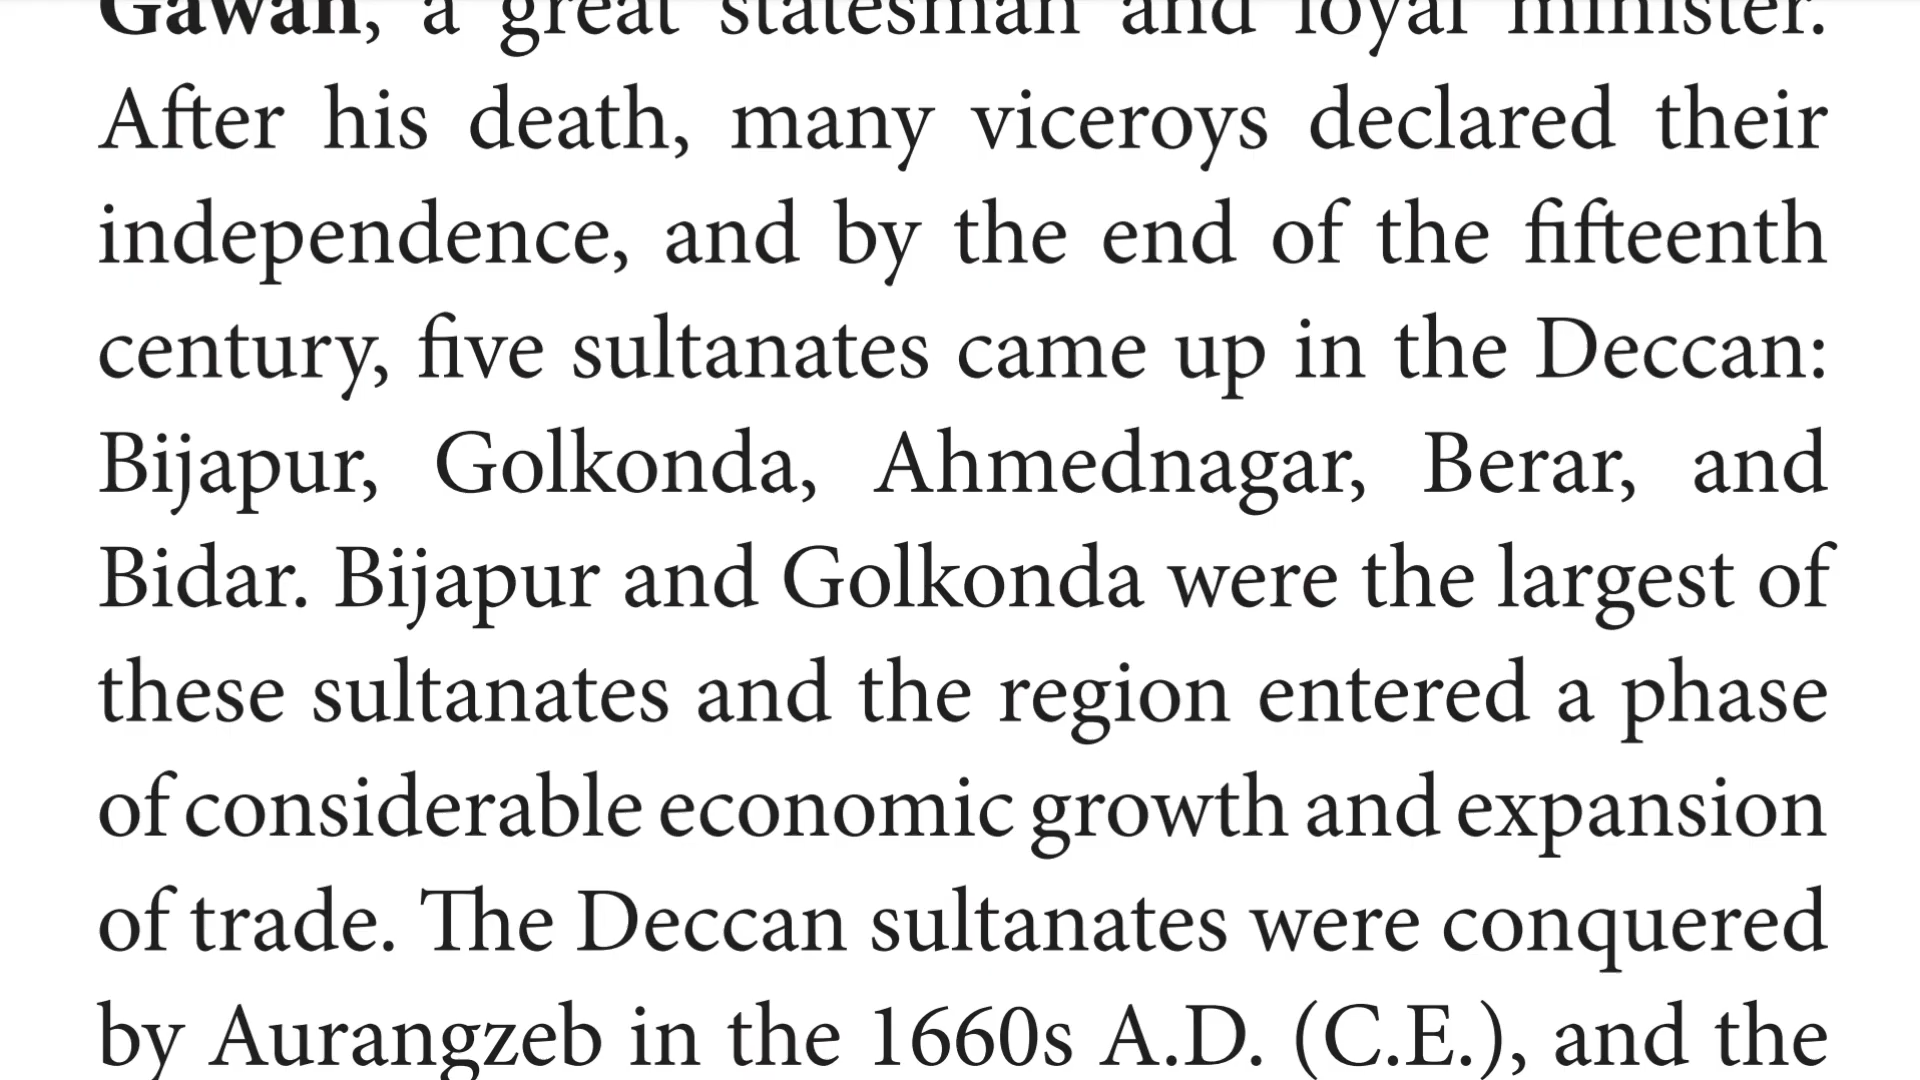 Gawan, a great statesman and loyal minister.
After his death, many viceroys declared their
independence, and by the end of the fifteenth
century, five sultanates came up in the Deccan:
Bijapur, Golkonda, Ahmednagar, Berar, and
Bidar. Bijapur and Golkonda were the largest of
these sultanates and the region entered a phase
of considerable economic growth and expansion
of trade. The Deccan sultanates were conquered
by Aurangzeb in the 1660s A.D. (C.E.), and the